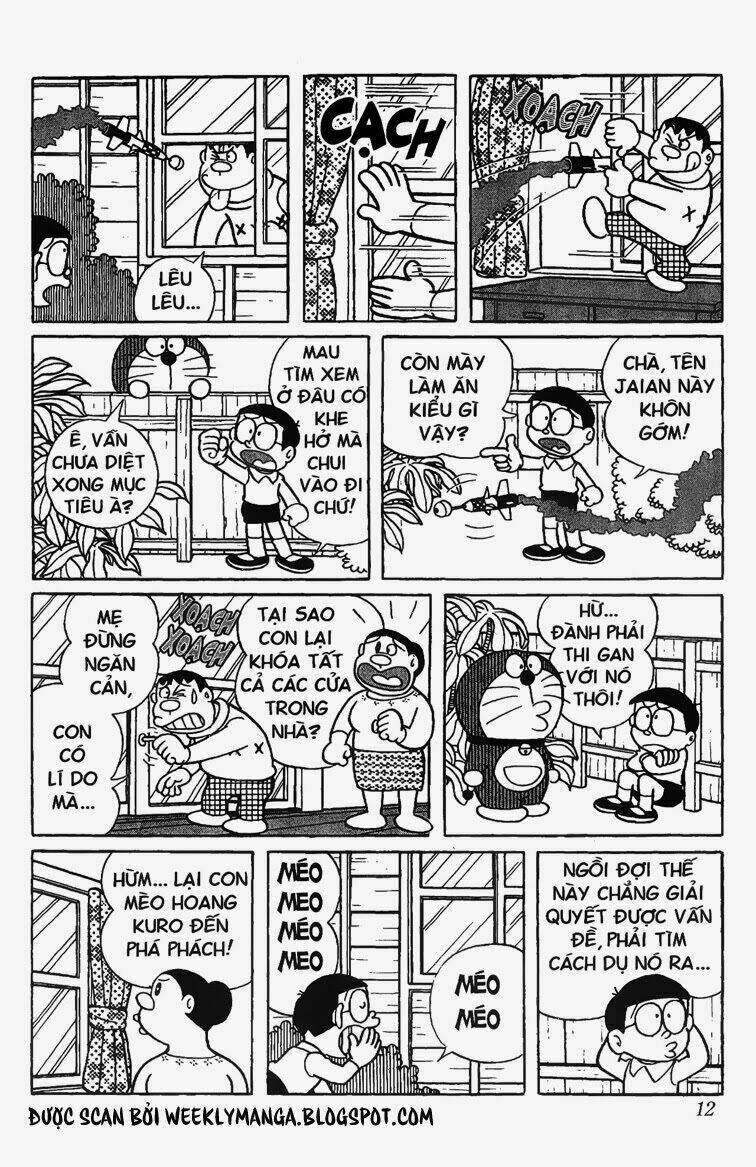 XOẠCH
CẠCH
LÊU
LÊU...
CHÀ, TÊN
JAIAN NÀY
KHÔN
GỚM!
CÒN MÀY
LÀM ĂN
KIỂU GÌ
VẬY?
MAU
TÌM XEM
Ở ĐÂU CÓ
KHE
HỞ MÀ
CHUI
VÀO ĐI
CHỨ!
Ê, VẪN
CHƯA DIỆT
XONG MỤC
TIÊU À?
HỪ...
ĐÀNH PHẢI
THI GAN
VỚI NÓ
THÔI!
TẠI SAO
CON LẠI
KHÓA TẤT
CẢ CÁC CỬA
TRONG
NHÀ?
XOẠCH
XOẠCH
MẸ
ĐỪNG
NGĂN
CẢN,
CON
CÓ
LÍ DO
MÀ...
NGỒI ĐỢI THẾ
NÀY CHẲNG GIẢI
QUYẾT ĐƯỢC VẤN
ĐỀ, PHẢI TÌM
CÁCH DỤ NÓ RA...
MÉO
MÉO
MÉO
MEO
MÉO
MEO
HỪM... LẠI CON
MÈO HOANG
KURO ĐẾN
PHÁ PHÁCH!
ĐƯỢC SCAN BỞI WEEKLYMANGA.BLOGSPOT.COM
12